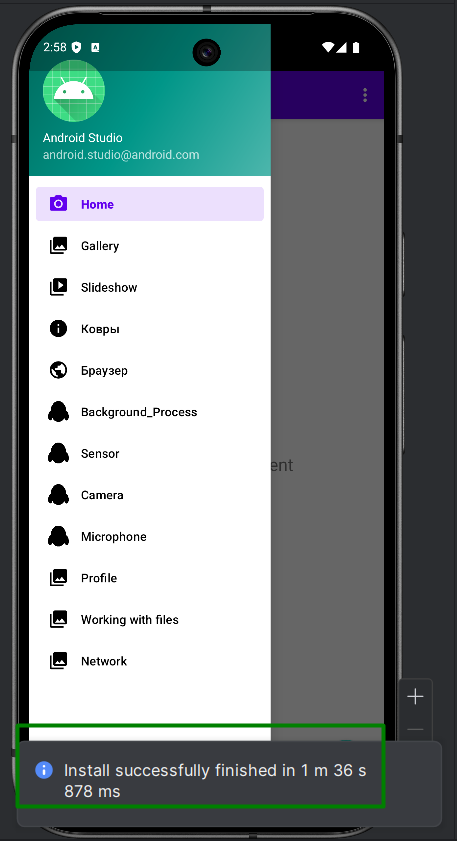 2:58
Android Studio
android.studio@android.com
Home
Gallery
Slideshow
Ковры
Браузер
Background_Process
Sensor
Camera
Microphone
Profile
Working with files
Network
ent
Install successfully finished in 1 m 36 s
878 ms